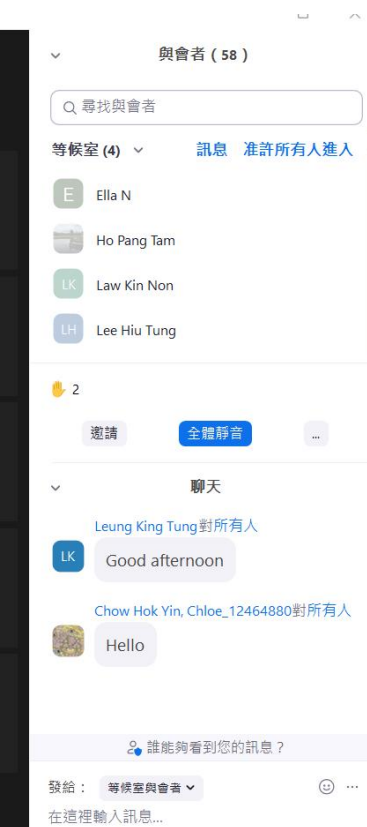 與會者 ( 58 )
尋找與會者
等候室 (4) 訊息 准許所有人進入
E Ella N
Ho Pang Tam
LK Law Kin Non
LH Lee Hiu Tung
2
邀請 全體靜音 ...
聊天
Leung King Tung對所有人
LK Good afternoon
Chow Hok Yin, Chloe_12464880對所有人
Hello
誰能夠看到您的訊息？
發給： 等候室與會者
在這裡輸入訊息...